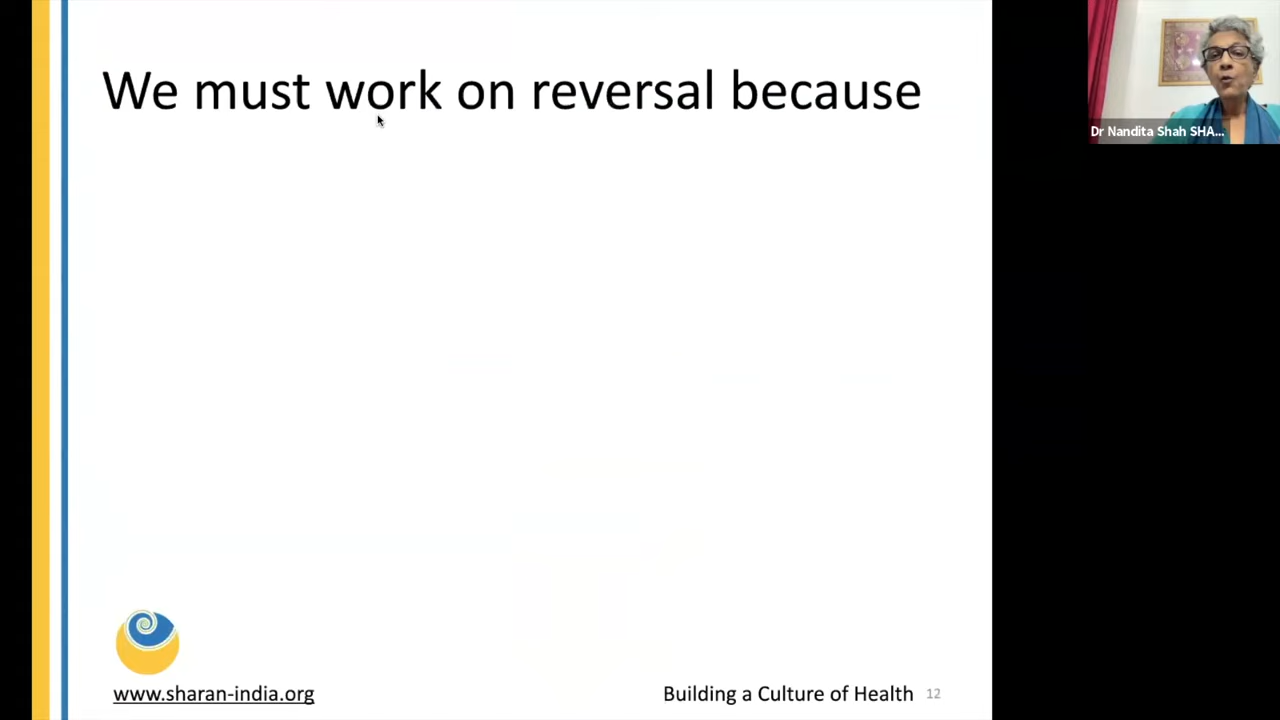 We must work on reversal because
Dr Nandita Shah SHA...
www.sharan-india.org
Building a Culture of Health 12